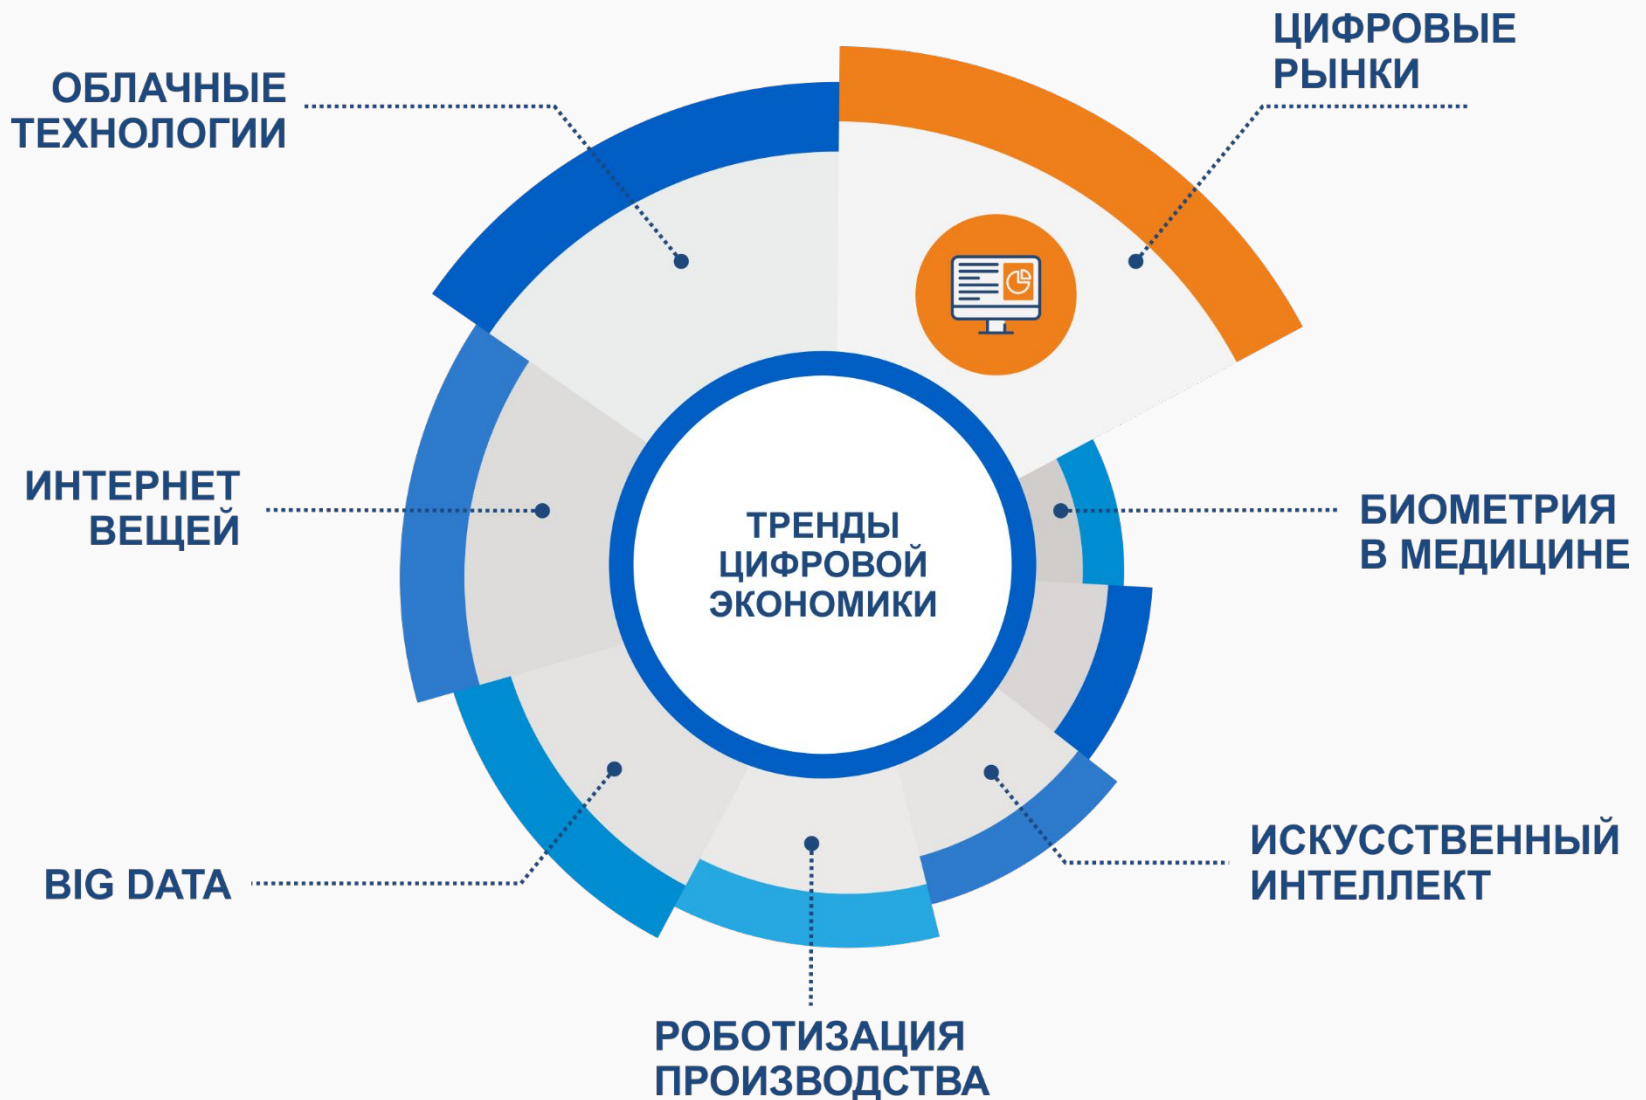 ЦИФРОВЫЕ
РЫНКИ
ОБЛАЧНЫЕ
ТЕХНОЛОГИИ
ИНТЕРНЕТ
ВЕЩЕЙ
ТРЕНДЫ
ЦИФРОВОЙ
ЭКОНОМИКИ
БИОМЕТРИЯ
В МЕДИЦИНЕ
BIG DATA
ИСКУССТВЕННЫЙ
ИНТЕЛЛЕКТ
РОБОТИЗАЦИЯ
ПРОИЗВОДСТВА